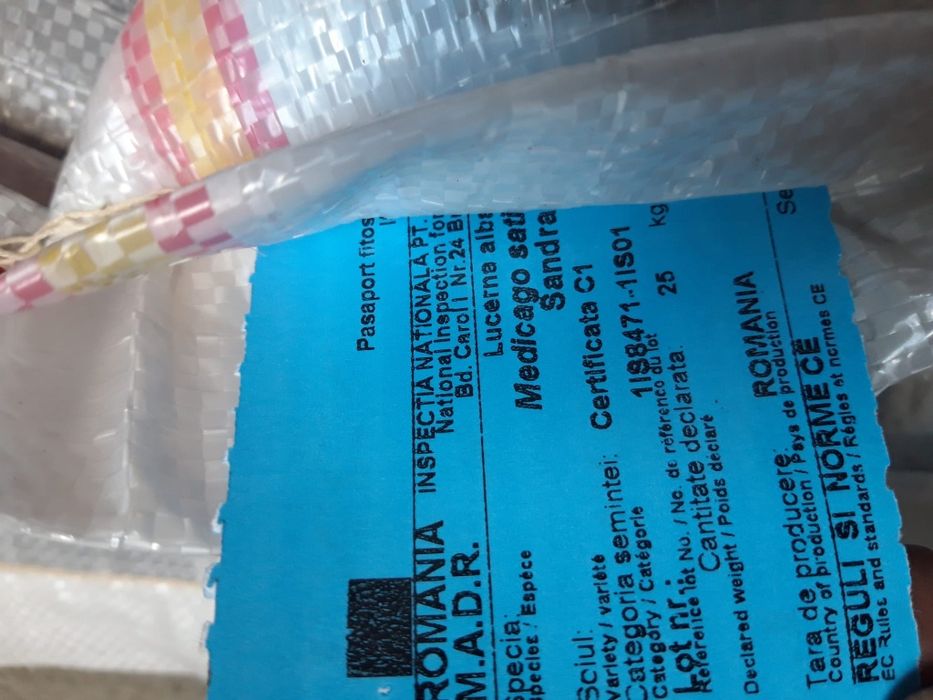 Pasaport fitos
ROMANIA INSPECTIA NATIONALA PT.
M.A.D.R. National Inspection for
Bd. Carol I Nr.24 B
Specia: Lucerna alba
Species / Espèce Medicago sati
Soiul: Sandra
variety / variété
Categoria semintei: Certificata C1
Category / Catégorie
Lot nr.: 1IS8471-1IS01
Reference lot No. / No. de référence du lot
Cantitate declarata: 25 kg
Declared weight / Poids declaré
Tara de producere: ROMANIA Se
Country of production / Pays de production
REGULI SI NORME CE
EC Rules and standards / Régles et normes CE